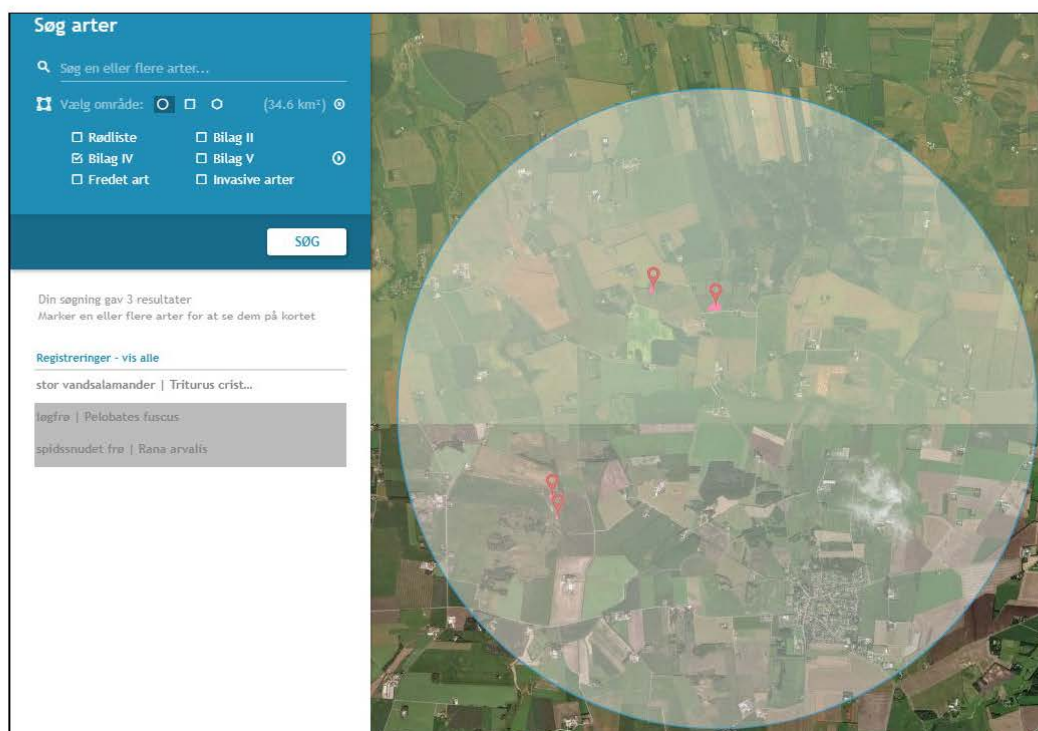 Søg arter
Søg en eller flere arter...
Vælg område: (34.6 km²)
Rødliste Bilag II
Bilag IV Bilag V
Fredet art Invasive arter
SØG
Din søgning gav 3 resultater
Marker en eller flere arter for at se dem på kortet
Registreringer - vis alle
stor vandsalamander | Triturus crist...
løgfrø | Pelobates fuscus
spidssnudet frø | Rana arvalis